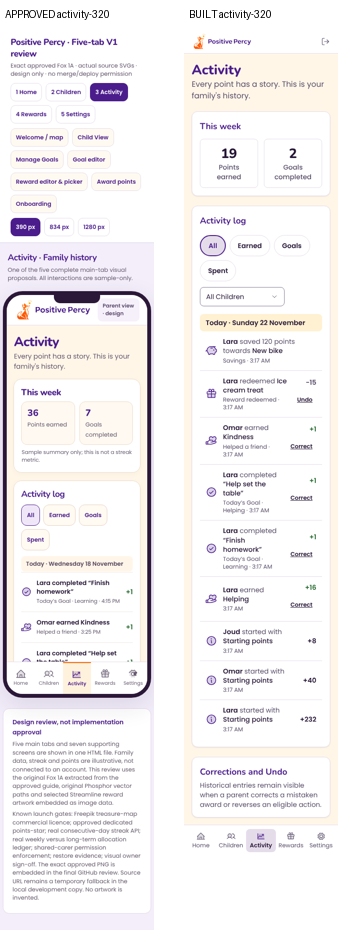 APPROVED activity-320
Positive Percy · Five-tab V1
review
Exact approved Fox 1A · actual source SVGs ·
design only · no merge/deploy permission
1 Home
2 Children
3 Activity
4 Rewards
5 Settings
Welcome / map
Child View
Manage Goals
Goal editor
Reward editor & picker
Award points
Onboarding
390 px
834 px
1280 px
Activity · Family history
One of the five complete main-tab visual
proposals. All interactions are sample-only.
Positive Percy
Parent view
· design
Activity
Every point has a story. This is your
family's history.
This week
36
Points earned
7
Goals
completed
Sample summary only; this is not a streak
metric.
Activity log
All
Earned
Goals
Spent
Today · Wednesday 18 November
Lara completed “Finish
homework”
Today's Goal · Learning · 4:15 PM
+1
Omar earned Kindness
Helped a friend · 3:25 PM
+1
Lara completed “Help set
the table”
+1
Home
Children
Activity
Rewards
Settings
Design review, not implementation
approval
Five main tabs and seven supporting
screens are shown in one HTML file. Family
data, streak and points are illustrative, not
connected to an account. This review uses
the original Fox 1A extracted from the
approved guide, original Phosphor vector
paths and selected Streamline reward
artwork embedded as image data.
Known launch gates: Freepik treasure-map
commercial licence; approved dedicated
points-star; real consecutive-day streak API;
real weekly versus long-term allocation
ledger; shared-carer permission
enforcement; restore evidence; visual owner
sign-off. The exact approved PNG is
embedded in the final GitHub review. Source
URL remains a temporary fallback in the
local development copy. No artwork is
invented.
BUILT activity-320
Positive Percy
Activity
Every point has a story. This is your
family's history.
This week
19
Points
earned
2
Goals
completed
Activity log
All
Earned
Goals
Spent
All Children
Today · Sunday 22 November
Lara saved 120 points
towards New bike
Savings · 3:17 AM
Lara redeemed Ice
cream treat
Reward redeemed ·
3:17 AM
-15
Undo
Omar earned
Kindness
Helped a friend ·
3:17 AM
+1
Correct
Lara completed
“Help set the
table”
Today's Goal ·
Helping · 3:17 AM
+1
Correct
Lara completed
“Finish
homework”
Today's Goal ·
Learning · 3:17 AM
+1
Correct
Lara earned
Helping
3:17 AM
+16
Correct
Joud started with
Starting points
3:17 AM
+8
Omar started with
Starting points
3:17 AM
+40
Lara started with
Starting points
3:17 AM
+232
Corrections and Undo
Historical entries remain visible
when a parent corrects a mistaken
award or reverses an eligible action.
Home
Children
Activity
Rewards
Settings